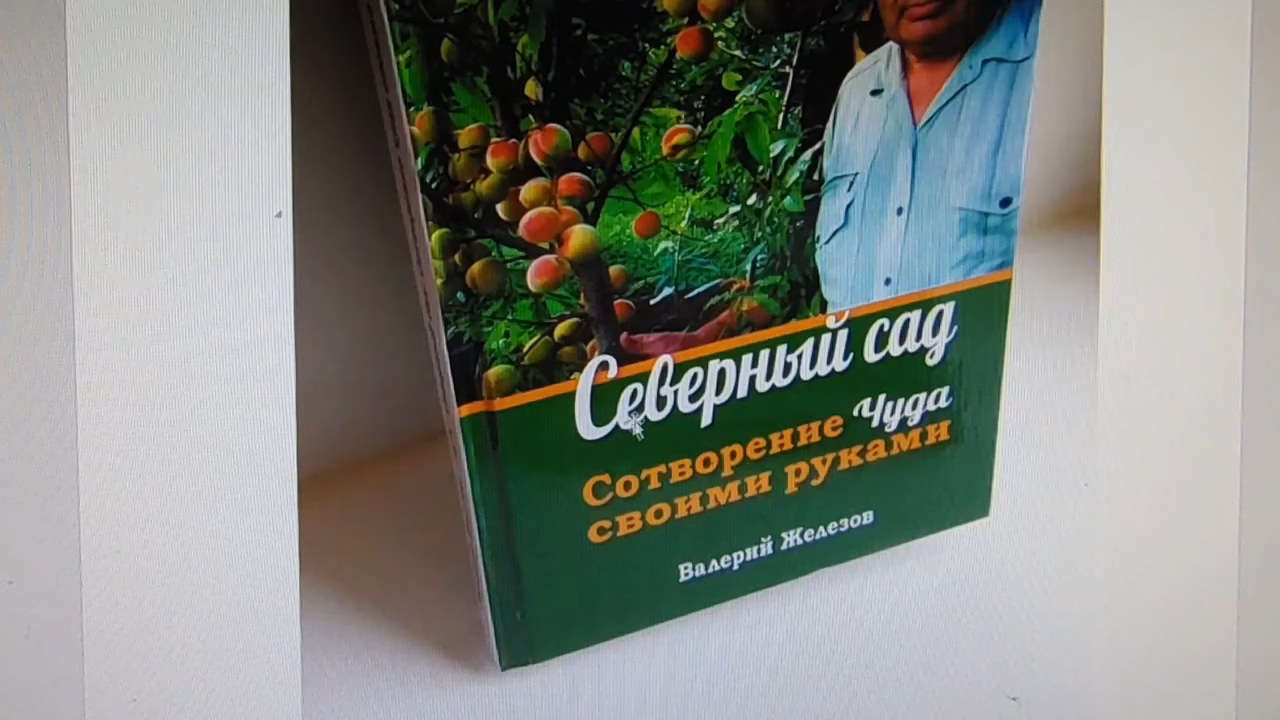 Северный сад
Сотворение Чуда
своими руками
Валерий Железов